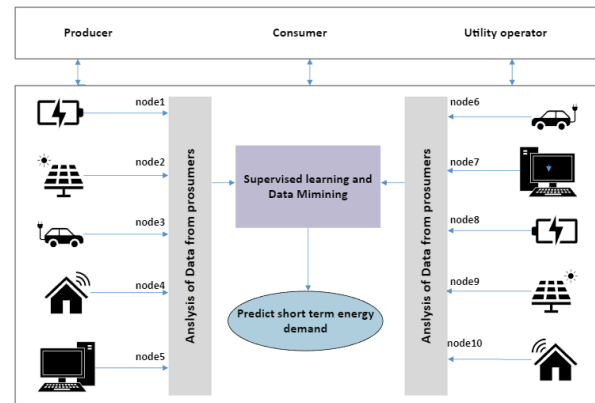 Producer
Consumer
Utility operator
node1
node2
node3
node4
node5
Anslysis of Data from prosumers
Supervised learning and
Data Mimining
Predict short term energy
demand
Anslysis of Data from prosumers
node6
node7
node8
node9
node10